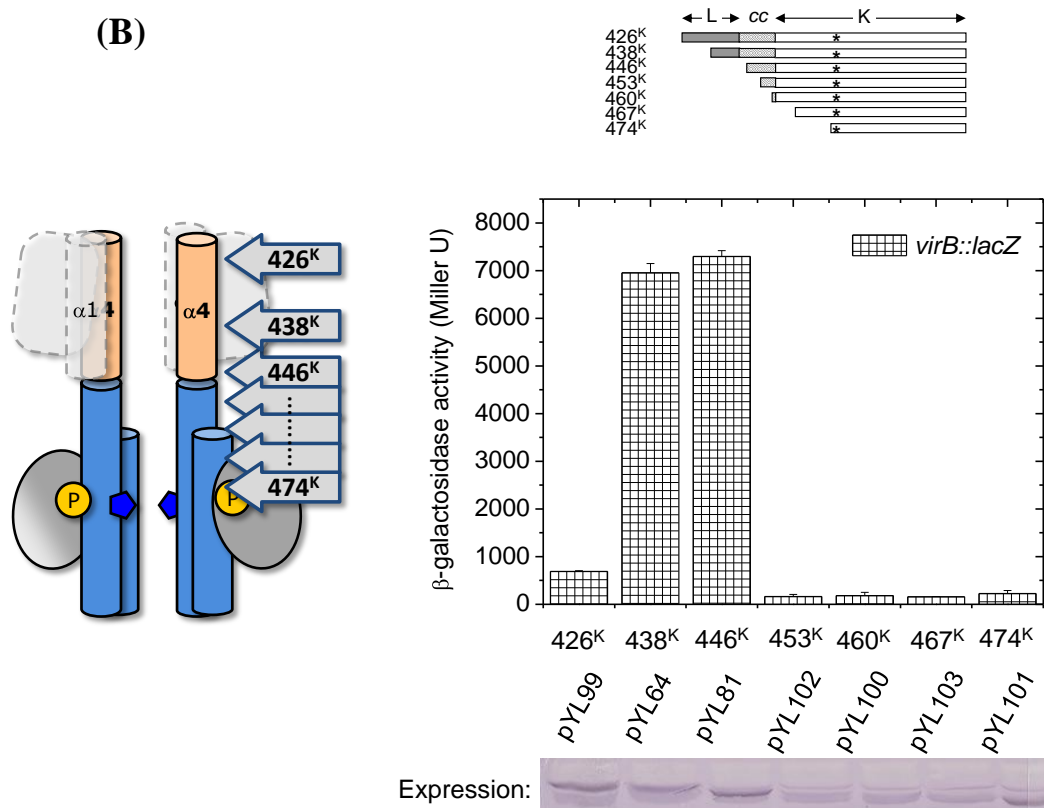 (B)
L cc K
426K *
438K *
446K *
453K *
460K *
467K *
474K *
α14 α4
426K
438K
446K
474K
P P
β-galactosidase activity (Miller U)
8000
7000
6000
5000
4000
3000
2000
1000
0
virB::lacZ
426K 438K 446K 453K 460K 467K 474K
pYL99 pYL64 pYL81 pYL102 pYL100 pYL103 pYL101
Expression: